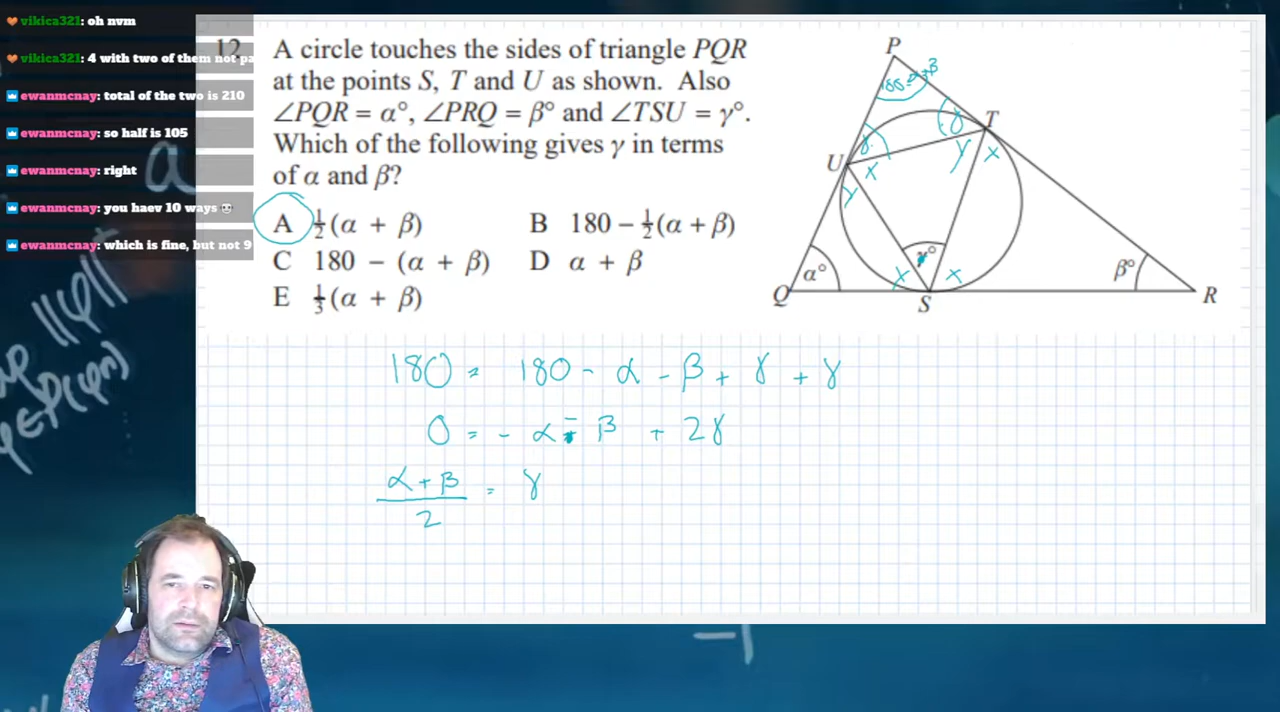 vikica321: oh nvm
vikica321: 4 with two of them not pa
ewanmcnay: total of the two is 210
ewanmcnay: so half is 105
ewanmcnay: right
ewanmcnay: you haev 10 ways
ewanmcnay: which is fine, but not 9
12 A circle touches the sides of triangle PQR
at the points S, T and U as shown. Also
∠PQR = α°, ∠PRQ = β° and ∠TSU = γ°.
Which of the following gives γ in terms
of α and β?
A ½(α + β) B 180 – ½(α + β)
C 180 − (α + β) D α + β
E ⅓(α + β)
P
T
U
x y x
y
γ°
α° x x β°
Q S R
180 = 180 - α - β + γ + γ
0 = - α - β + 2γ
α + β = γ
2
a
-1